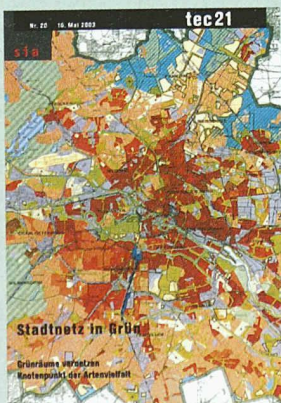 Nr. 20 16. Mai 2003
tec21
sia
Stadtnetz in Grün
Grünräume vernetzen
Knotenpunkt der Artenvielfalt